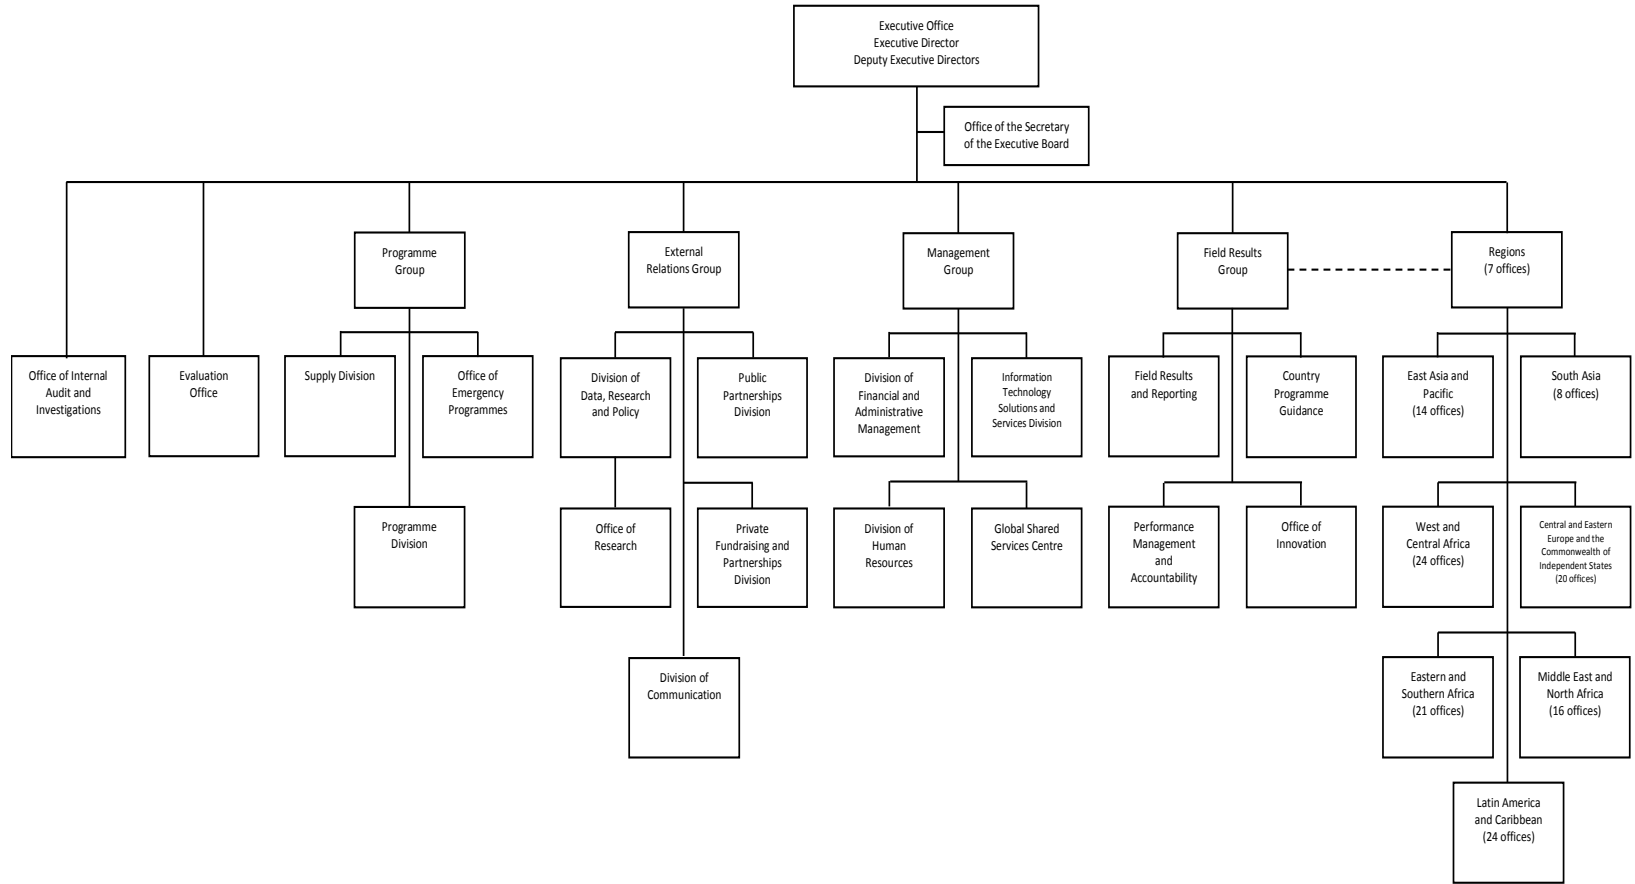 Executive Office
Executive Director
Deputy Executive Directors
Office of the Secretary
of the Executive Board
Programme
Group
External
Relations Group
Management
Group
Field Results
Group
Regions
(7 offices)
Office of Internal
Audit and
Investigations
Evaluation
Office
Supply Division
Office of
Emergency
Programmes
Division of
Data, Research
and Policy
Public
Partnerships
Division
Division of
Financial and
Administrative
Management
Information
Technology
Solutions and
Services Division
Field Results
and Reporting
Country
Programme
Guidance
East Asia and
Pacific
(14 offices)
South Asia
(8 offices)
Programme
Division
Office of
Research
Private
Fundraising and
Partnerships
Division
Division of
Human
Resources
Global Shared
Services Centre
Performance
Management
and
Accountability
Office of
Innovation
West and
Central Africa
(24 offices)
Central and Eastern
Europe and the
Commonwealth of
Independent States
(20 offices)
Division of
Communication
Eastern and
Southern Africa
(21 offices)
Middle East and
North Africa
(16 offices)
Latin America
and Caribbean
(24 offices)